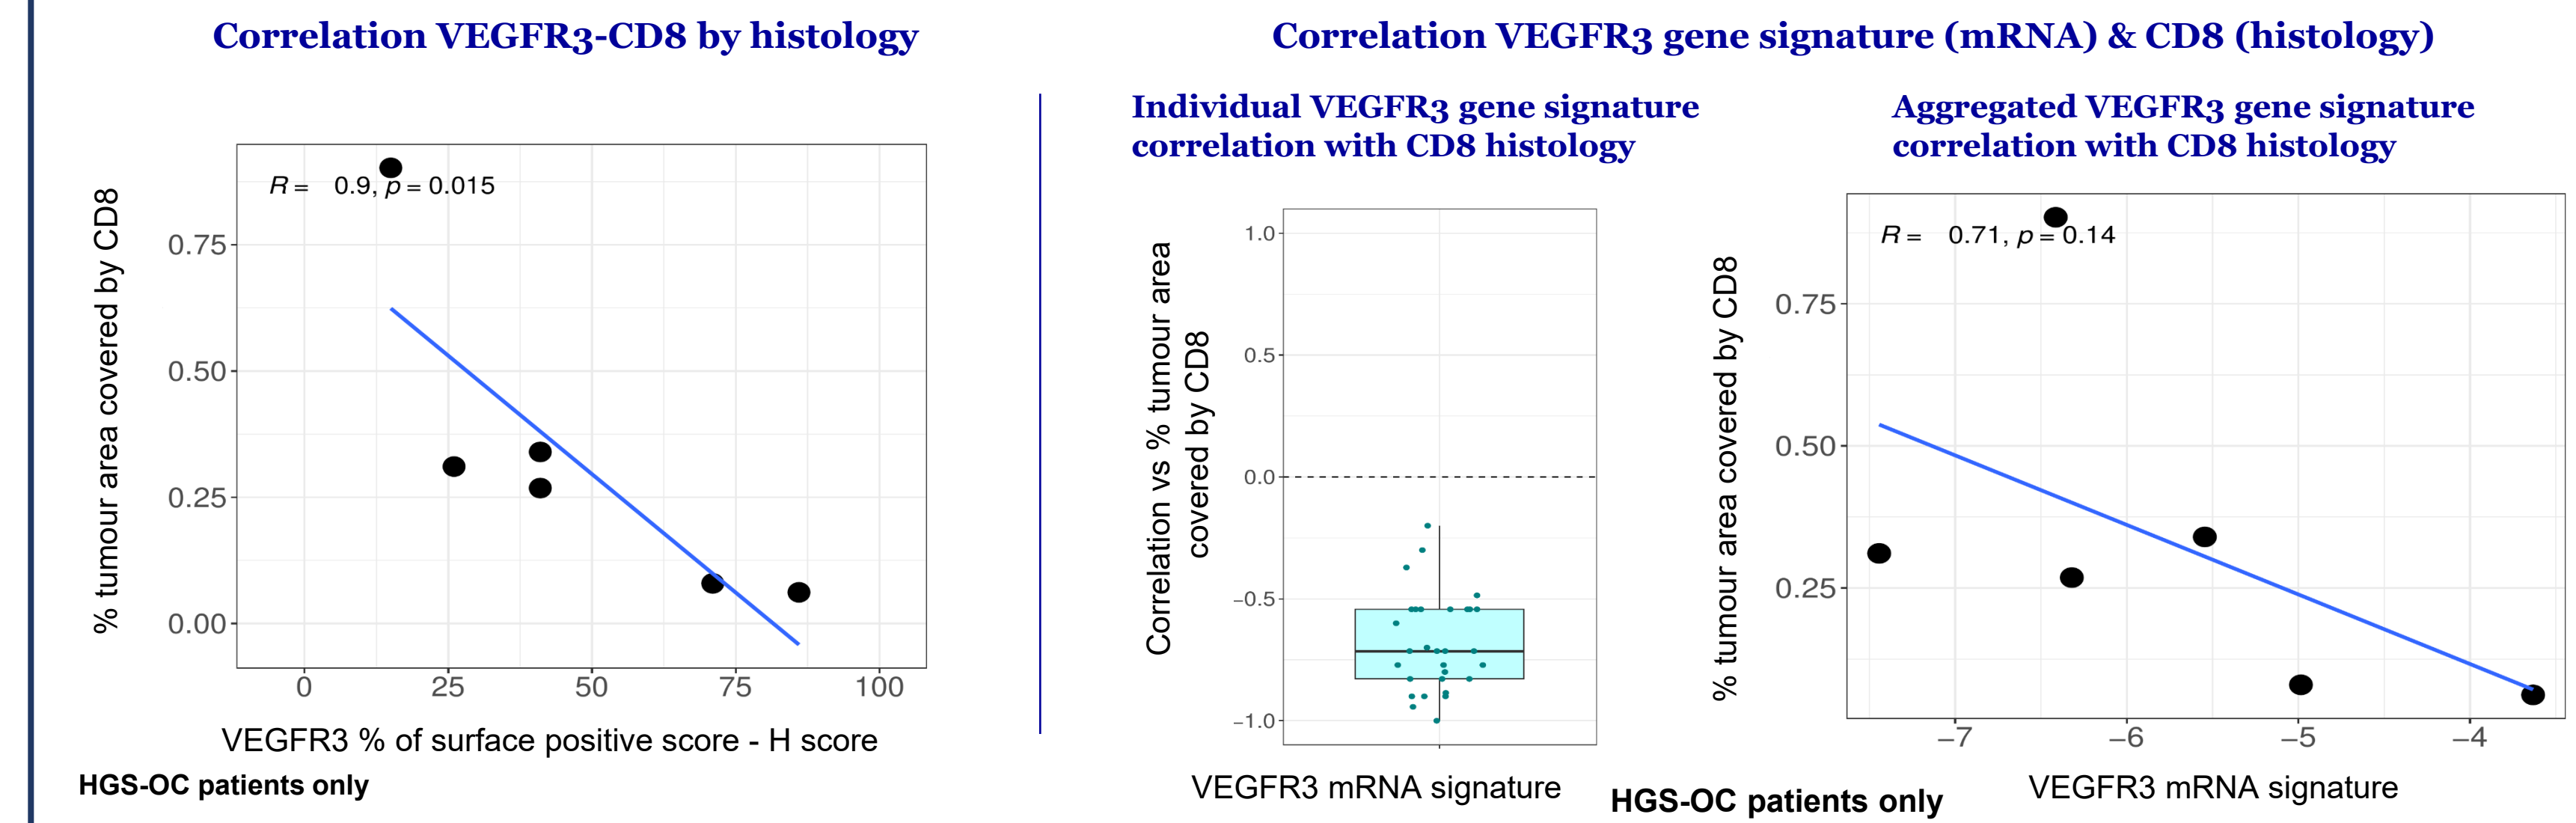 Correlation VEGFR3-CD8 by histology
% tumour area covered by CD8
R = 0.9, p = 0.015
0.75
0.50
0.25
0.00
0 25 50 75 100
VEGFR3 % of surface positive score - H score
HGS-OC patients only
Correlation VEGFR3 gene signature (mRNA) & CD8 (histology)
Individual VEGFR3 gene signature
correlation with CD8 histology
Correlation vs % tumour area
covered by CD8
1.0
0.5
0.0
−0.5
−1.0
VEGFR3 mRNA signature
Aggregated VEGFR3 gene signature
correlation with CD8 histology
% tumour area covered by CD8
R = 0.71, p = 0.14
0.75
0.50
0.25
−7 −6 −5 −4
VEGFR3 mRNA signature
HGS-OC patients only